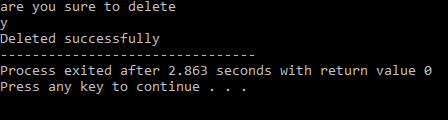 are you sure to delete
y
Deleted successfully
--------------------------------
Process exited after 2.863 seconds with return value 0
Press any key to continue . . .